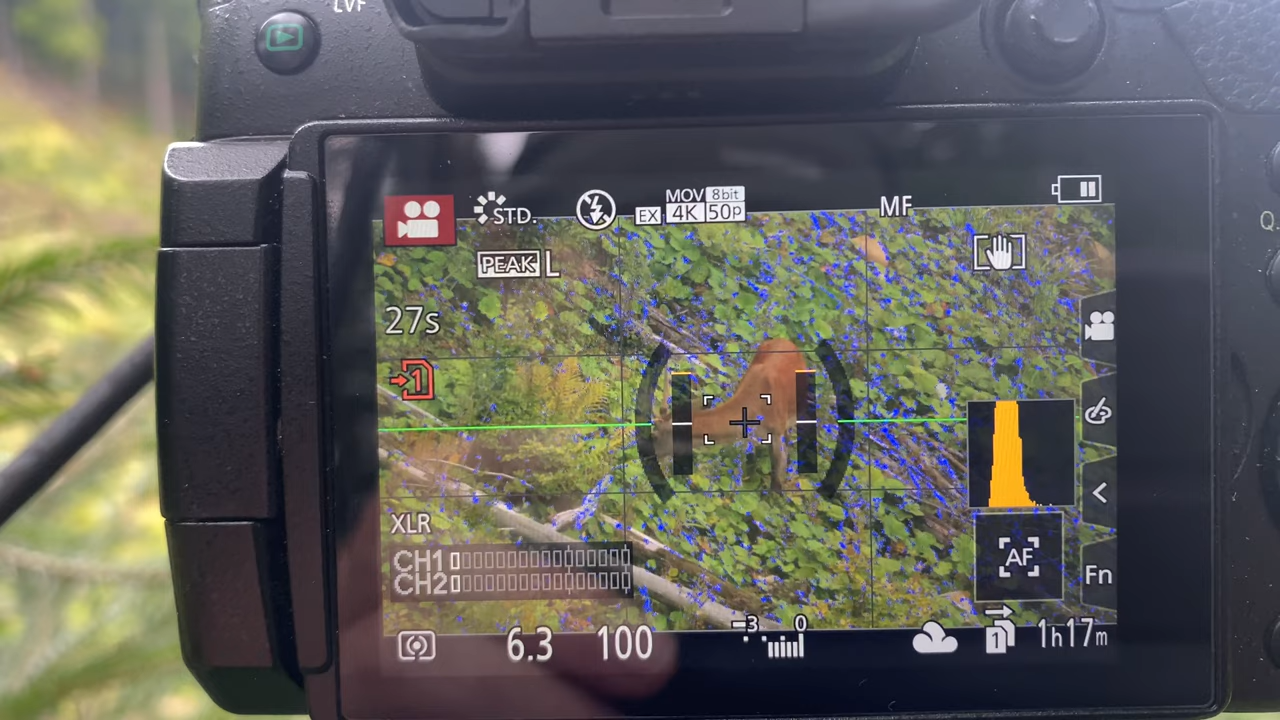 LVF
STD. EX MOV 8bit 4K 50p MF
PEAK L
27s
1
XLR
CH1
CH2
AF
Fn
Q
6.3 100 -3 0 1 1h17m